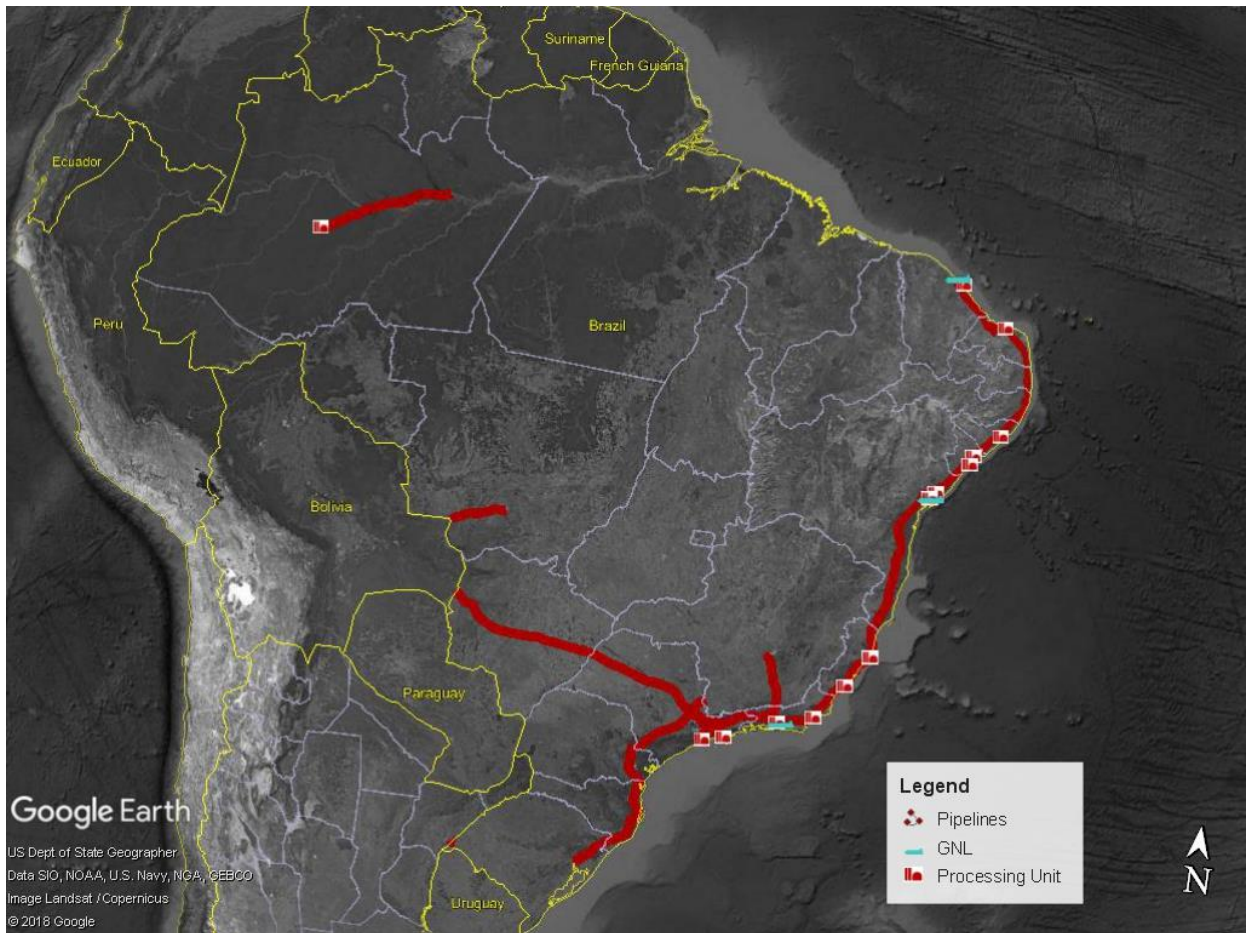 Suriname
French Guiana
Ecuador
Peru
Brazil
Bolivia
Paraguay
Uruguay
Legend
Pipelines
GNL
Processing Unit
N
Google Earth
US Dept of State Geographer
Data SIO, NOAA, U.S. Navy, NGA, GEBCO
Image Landsat / Copernicus
© 2018 Google